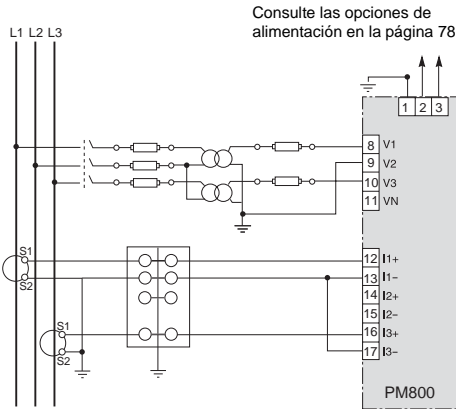 Consulte las opciones de
alimentación en la página 78
L1 L2 L3
1 2 3
8 V1
9 V2
10 V3
11 VN
S1
S2
12 I1+
13 I1–
14 I2+
15 I2–
S1
16 I3+
S2
17 I3–
PM800